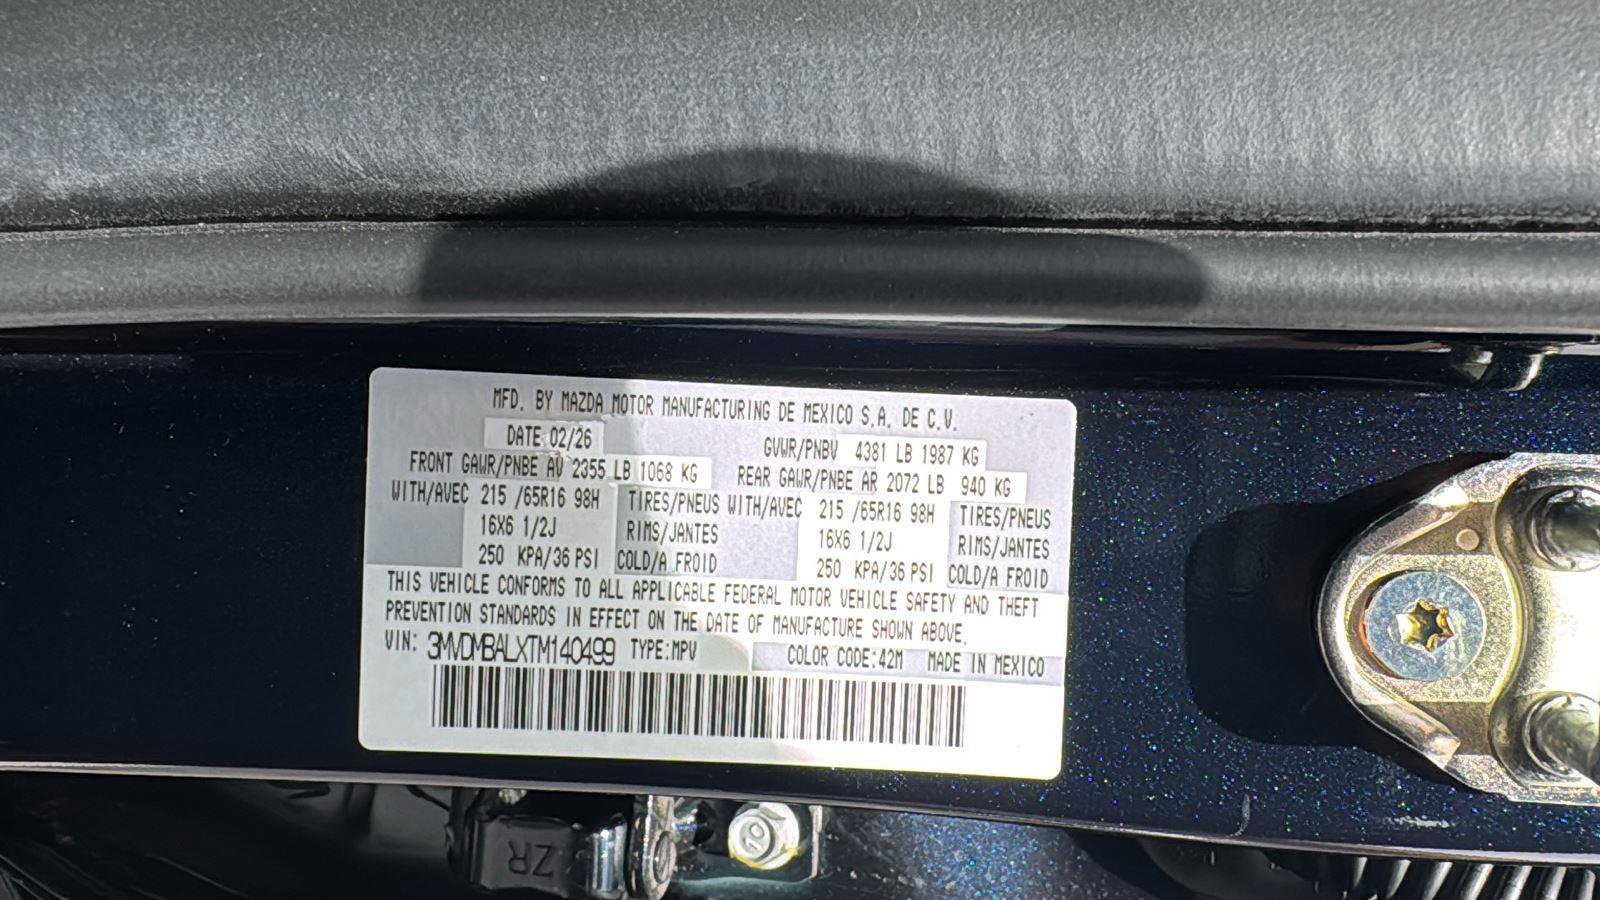 MFD. BY MAZDA MOTOR MANUFACTURING DE MEXICO S.A. DE C.V.
DATE 02/26 GVWR/PNBV 4381 LB 1987 KG
FRONT GAWR/PNBE AV 2355 LB 1068 KG REAR GAWR/PNBE AR 2072 LB 940 KG
WITH/AVEC 215 /65R16 98H TIRES/PNEUS WITH/AVEC 215 /65R16 98H TIRES/PNEUS
16X6 1/2J RIMS/JANTES 16X6 1/2J RIMS/JANTES
250 KPA/36 PSI COLD/A FROID 250 KPA/36 PSI COLD/A FROID
THIS VEHICLE CONFORMS TO ALL APPLICABLE FEDERAL MOTOR VEHICLE SAFETY AND THEFT
PREVENTION STANDARDS IN EFFECT ON THE DATE OF MANUFACTURE SHOWN ABOVE.
VIN: 3MVDMBALXTM140499 TYPE:MPV COLOR CODE:42M MADE IN MEXICO
ZR
10